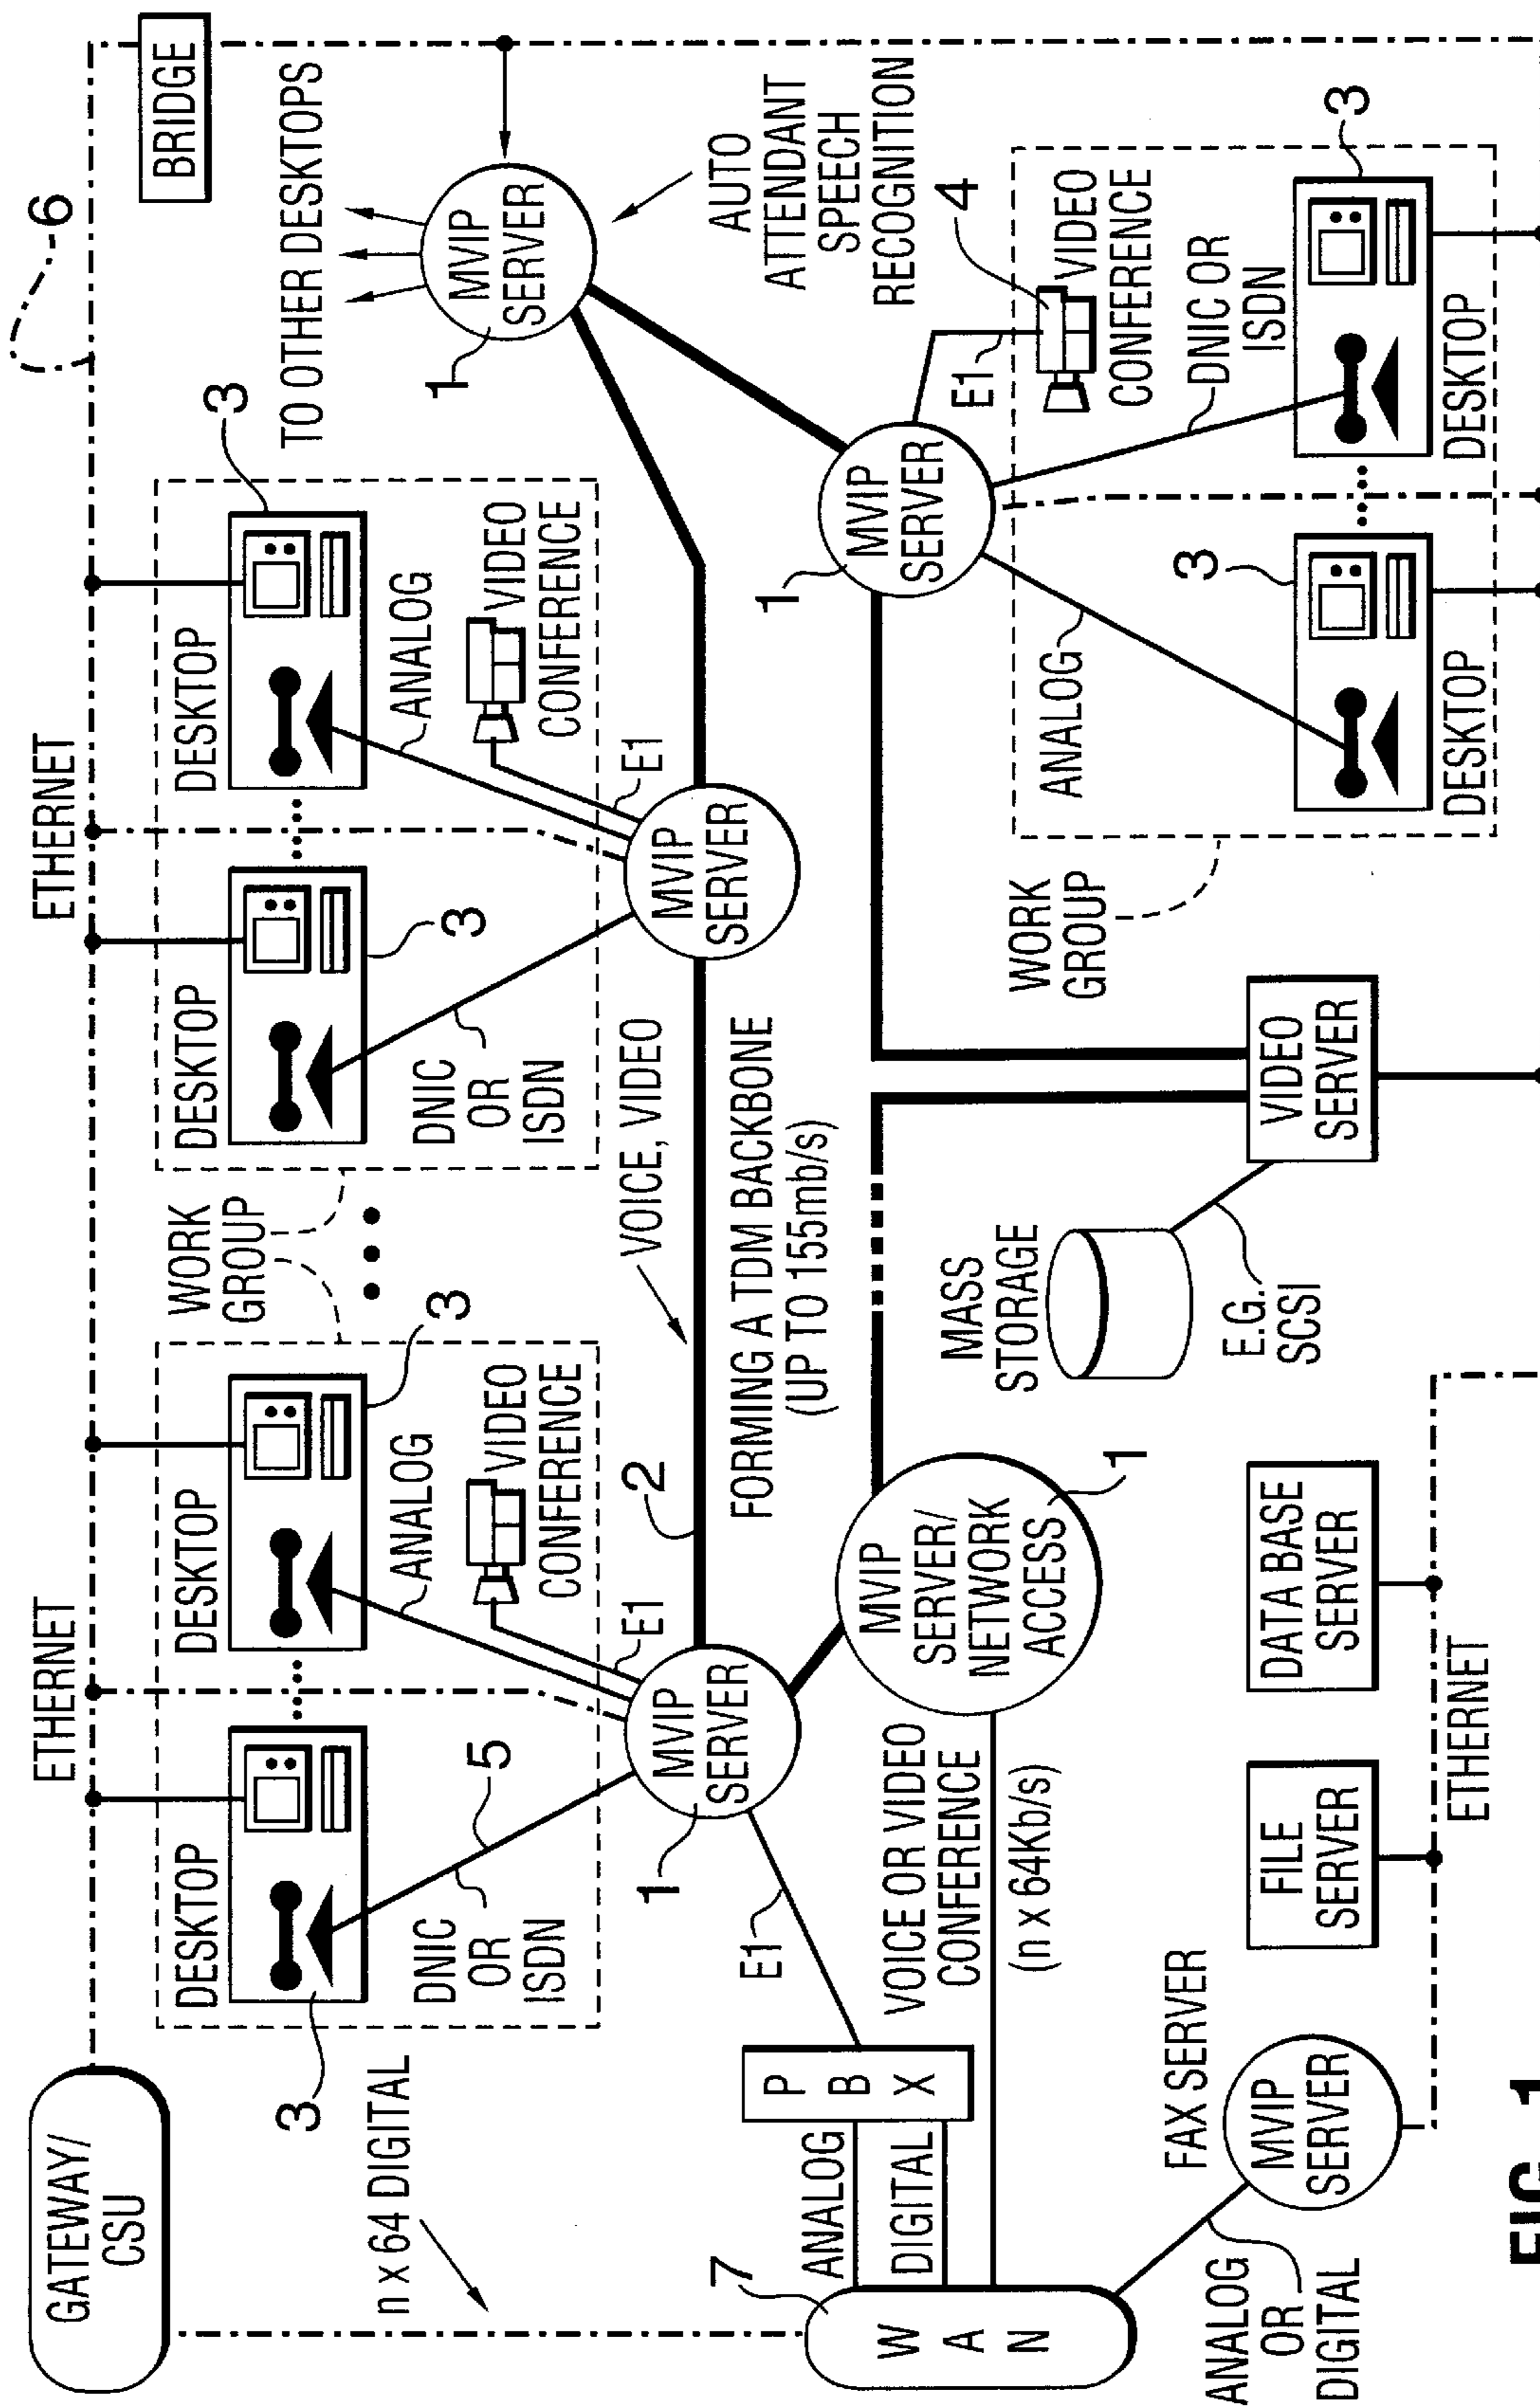 6
BRIDGE
ETHERNET
ETHERNET
GATEWAY/
CSU
n x 64 DIGITAL
DESKTOP
3
DNIC
OR
ISDN
5
DESKTOP
3
ANALOG
VIDEO
CONFERENCE
E1
WORK
GROUP
DESKTOP
3
DNIC
OR
ISDN
DESKTOP
3
ANALOG
VIDEO
CONFERENCE
E1
TO OTHER DESKTOPS
MVIP
SERVER
1
AUTO
ATTENDANT
SPEECH
RECOGNITION
MVIP
SERVER
1
MVIP
SERVER
2
VOICE, VIDEO
FORMING A TDM BACKBONE
(UP TO 155mb/s)
E1
P
B
X
ANALOG
DIGITAL
7
W
A
N
VOICE OR VIDEO
CONFERENCE
(n x 64Kb/s)
MVIP
SERVER/
NETWORK
ACCESS
1
MVIP
SERVER
1
E1
4
VIDEO
CONFERENCE
ANALOG
DNIC OR
ISDN
3
DESKTOP
3
DESKTOP
WORK
GROUP
MASS
STORAGE
E.G.
SCSI
VIDEO
SERVER
FAX SERVER
MVIP
SERVER
ANALOG
OR
DIGITAL
FILE
SERVER
DATA BASE
SERVER
ETHERNET
FIG. 1